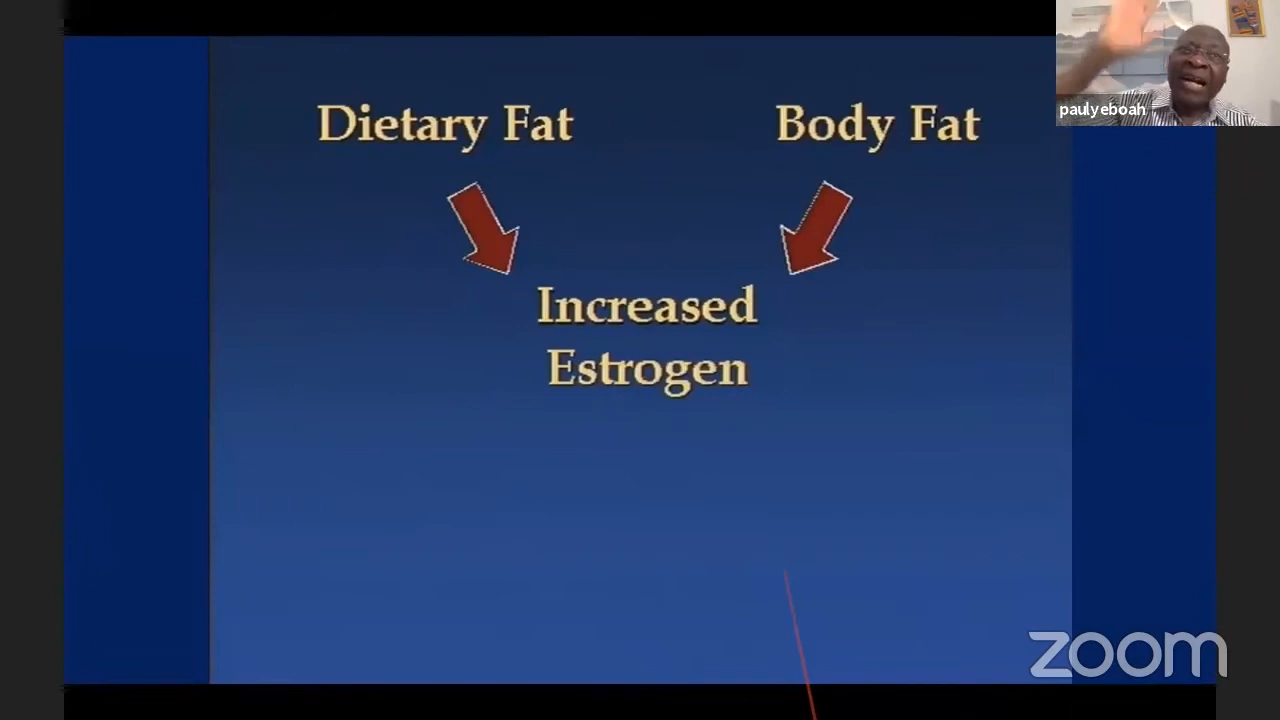 Dietary Fat
Body Fat
Increased
Estrogen
paulyeboah
zoom